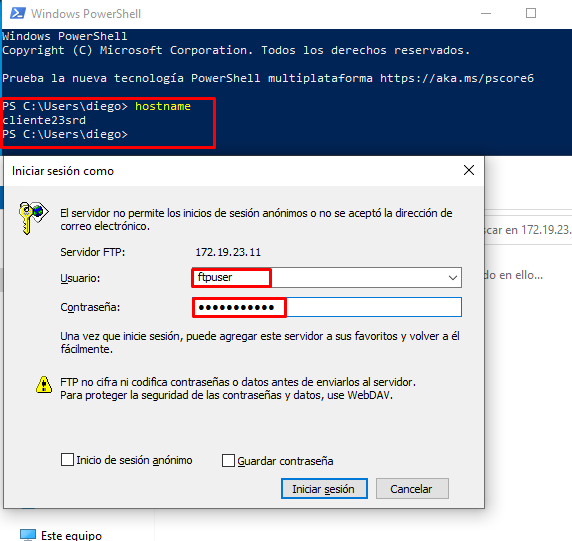 Windows PowerShell
Windows PowerShell
Copyright (C) Microsoft Corporation. Todos los derechos reservados.
Prueba la nueva tecnología PowerShell multiplataforma https://aka.ms/pscore6
PS C:\Users\diego> hostname
cliente23srd
PS C:\Users\diego>
Iniciar sesión como
El servidor no permite los inicios de sesión anónimos o no se aceptó la dirección de
correo electrónico.
scar en 172.19.23.
Servidor FTP: 172.19.23.11
Usuario: ftpuser
do en ello...
Contraseña: ●●●●●●●●●●●
Una vez que inicie sesión, puede agregar este servidor a sus favoritos y volver a él
fácilmente.
FTP no cifra ni codifica contraseñas o datos antes de enviarlos al servidor.
Para proteger la seguridad de las contraseñas y datos, use WebDAV.
Inicio de sesión anónimo Guardar contraseña
Iniciar sesión Cancelar
Este equipo